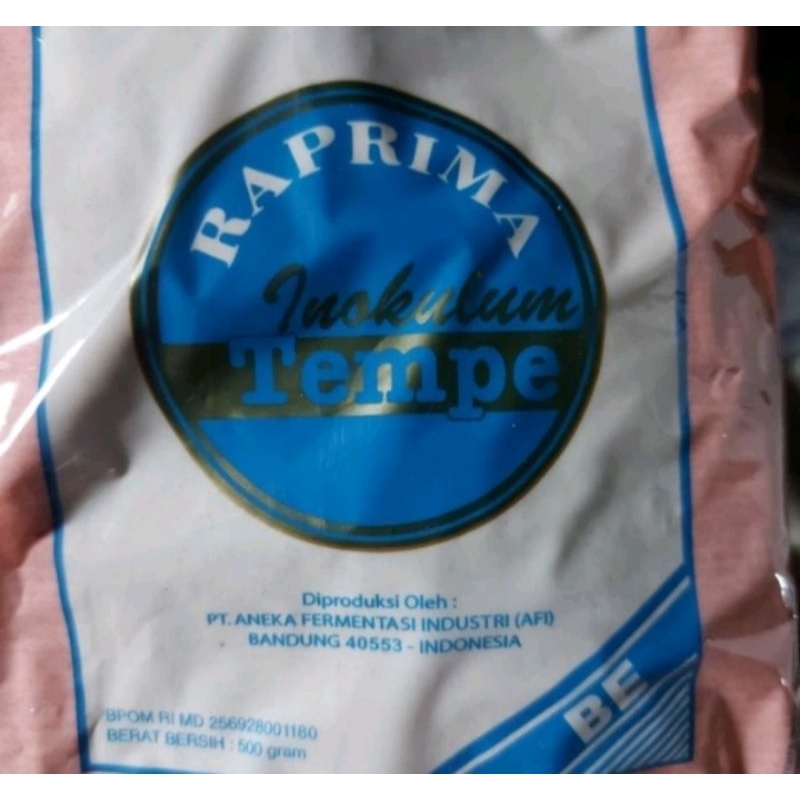 RAPRIMA
Inokulum
Tempe
Diproduksi Oleh :
PT. ANEKA FERMENTASI INDUSTRI (AFI)
BANDUNG 40553 - INDONESIA
BE
BPOM RI MD 256928001180
BERAT BERSIH : 500 gram